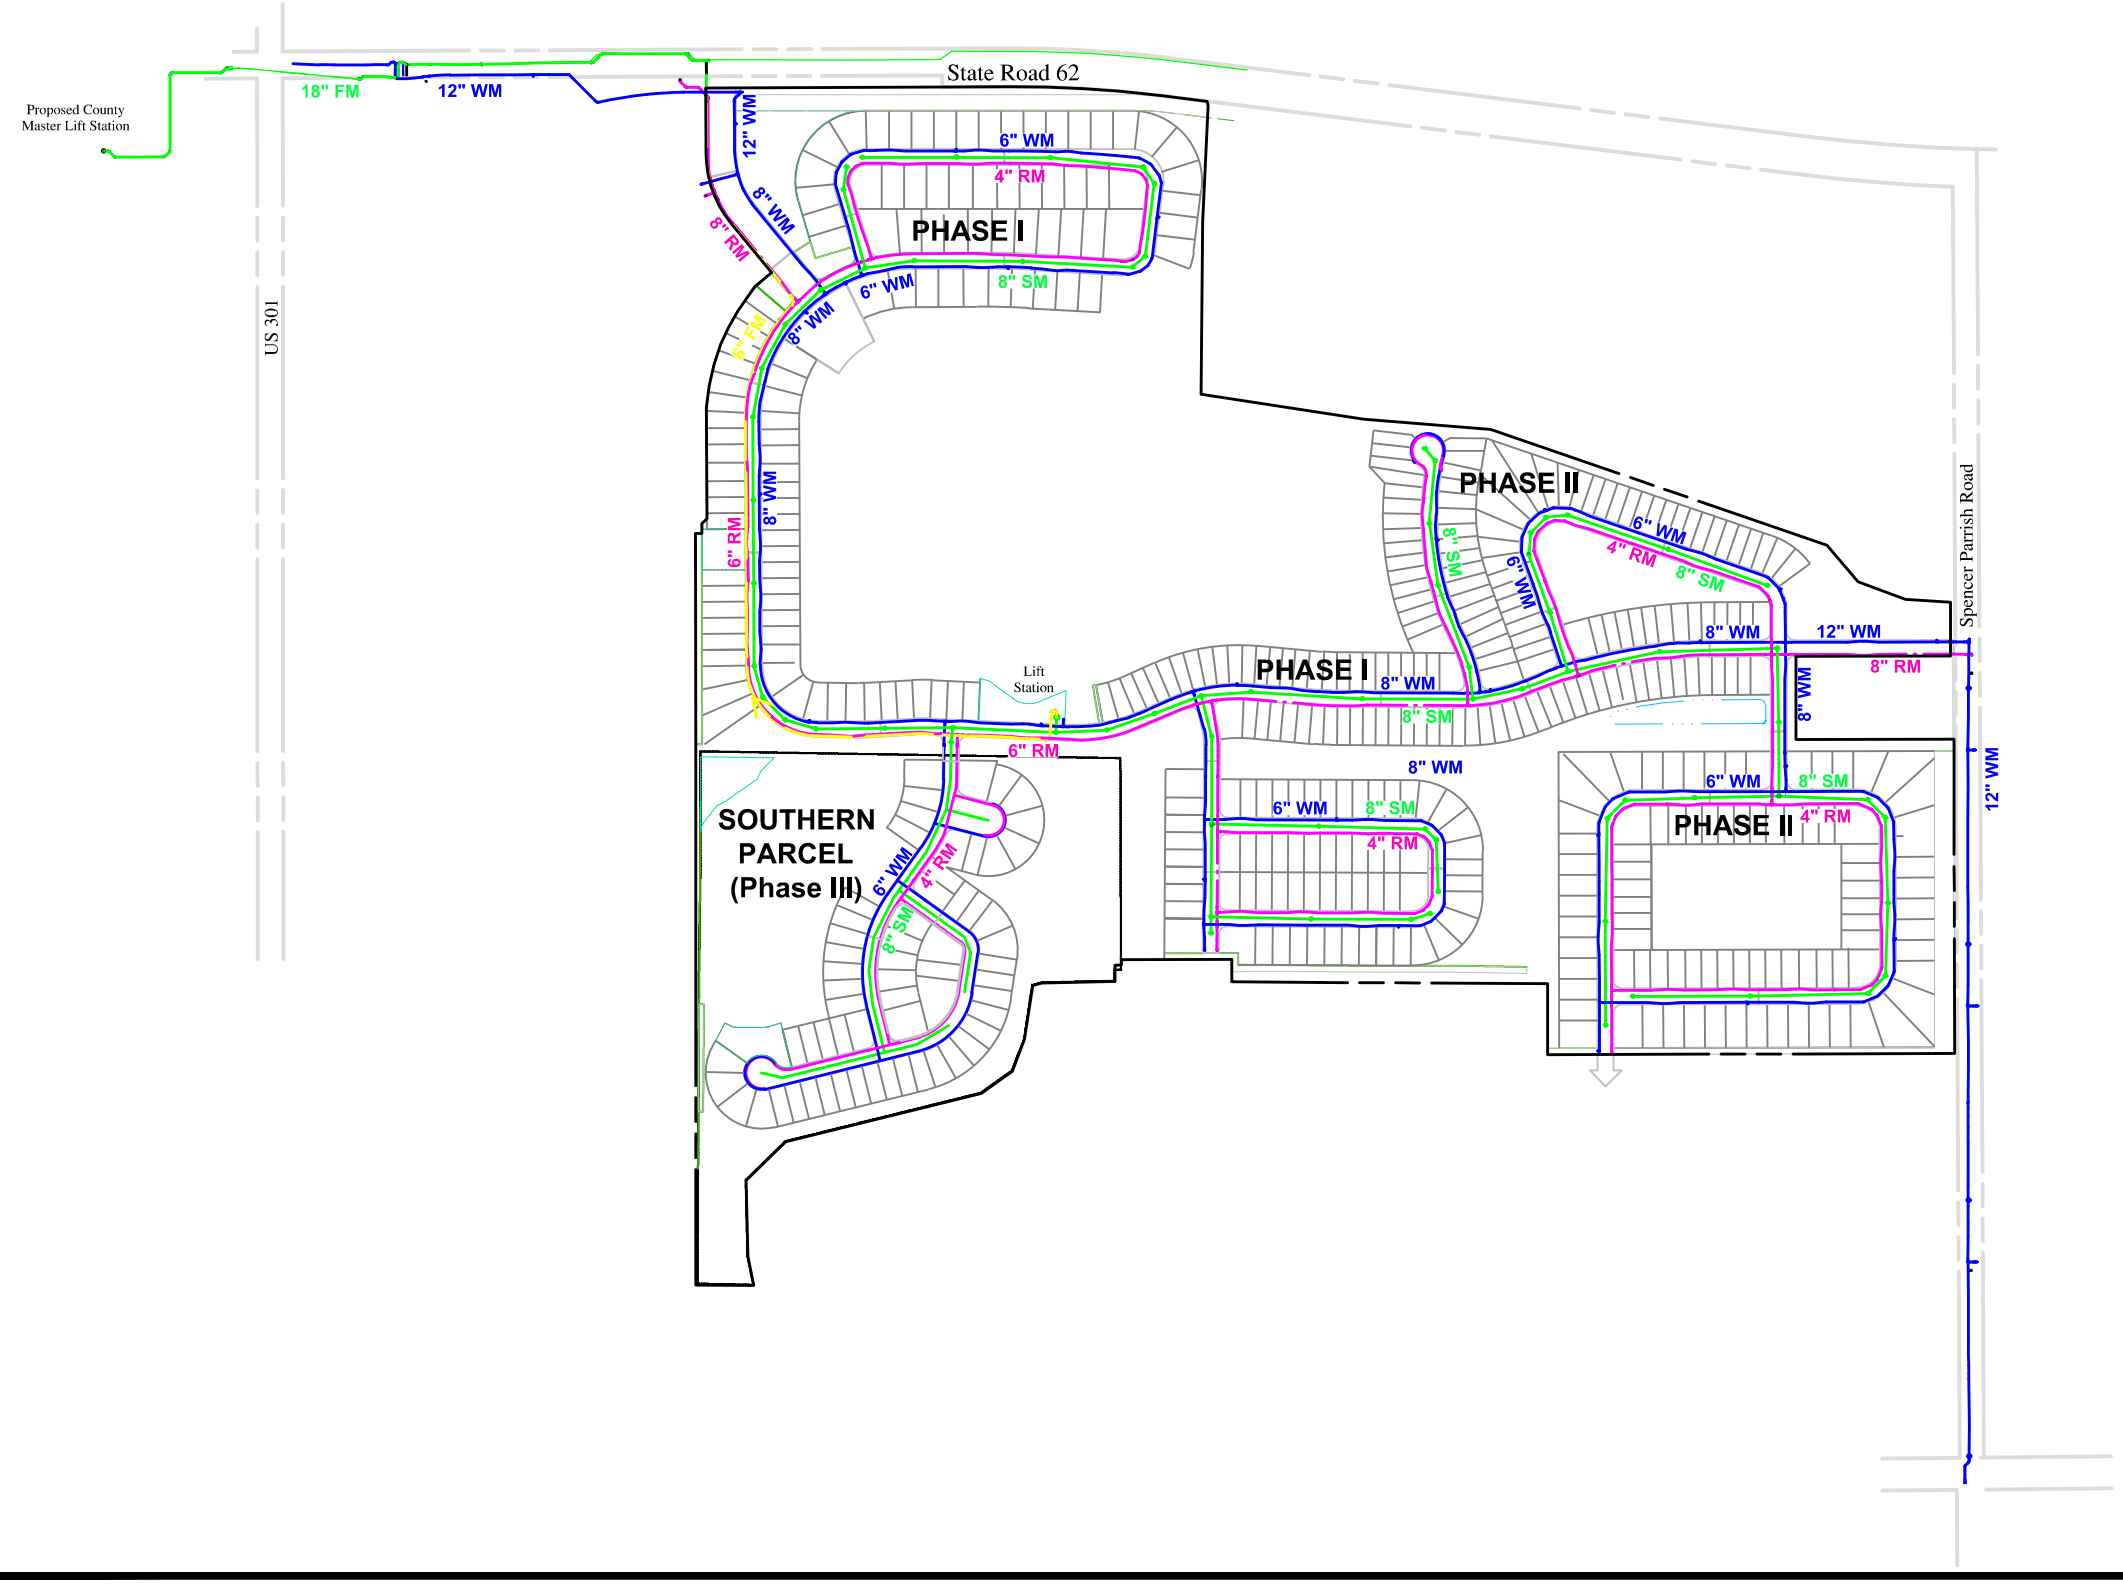 State Road 62
18" FM
12" WM
Proposed County
Master Lift Station
12" WM
6" WM
4" RM
8" WM
8" RM
PHASE I
6" WM
8" SM
8" WM
6" FM
US 301
8" WM
6" RM
PHASE II
8" SM
6" WM
4" RM
6" WM
8" SM
Spencer Parrish Road
8" WM
12" WM
8" RM
Lift
Station
PHASE I
8" WM
8" SM
8" WM
6" RM
8" WM
12" WM
SOUTHERN
PARCEL
(Phase III)
6" WM
4" RM
8" SM
6" WM
8" SM
4" RM
6" WM
8" SM
4" RM
PHASE II